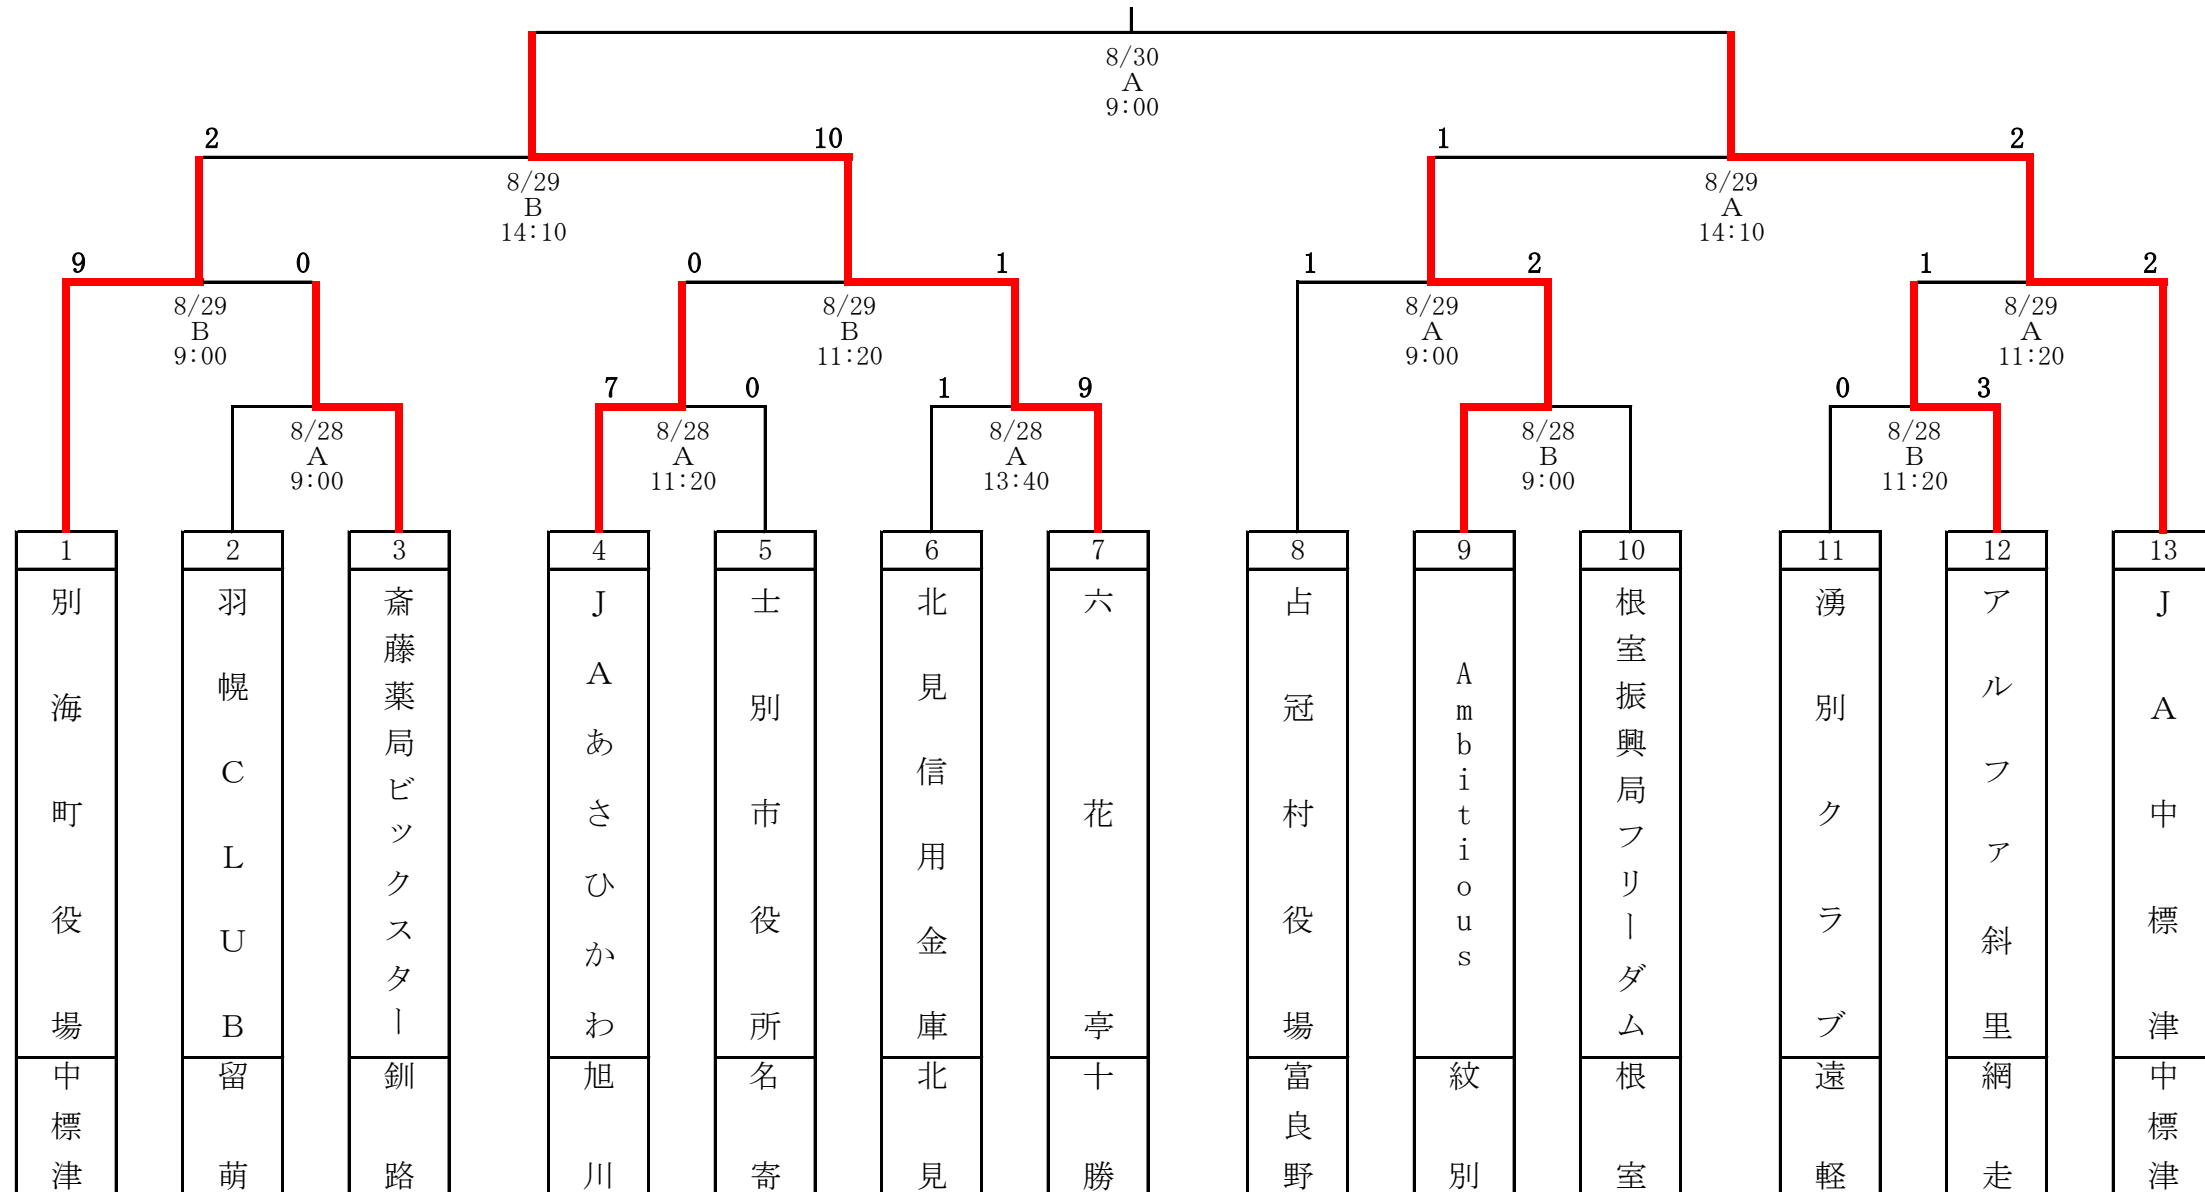 8/30
A
9:00
2
10
1
2
8/29
B
14:10
8/29
A
14:10
9
0
0
1
1
2
1
2
8/29
B
9:00
8/29
B
11:20
8/29
A
9:00
8/29
A
11:20
7
0
1
9
0
3
8/28
A
9:00
8/28
A
11:20
8/28
A
13:40
8/28
B
9:00
8/28
B
11:20
1
別海町役場
中標津
2
羽幌CLUB
留萌
3
斎藤薬局ビックスター
釧路
4
JAあさひかわ
旭川
5
士別市役所
名寄
6
北見信用金庫
北見
7
六花亭
十勝
8
占冠村役場
富良野
9
Ambitious
紋別
10
根室振興局フリーダム
根室
11
湧別クラブ
遠軽
12
アルファ斜里
網走
13
JA中標津
中標津